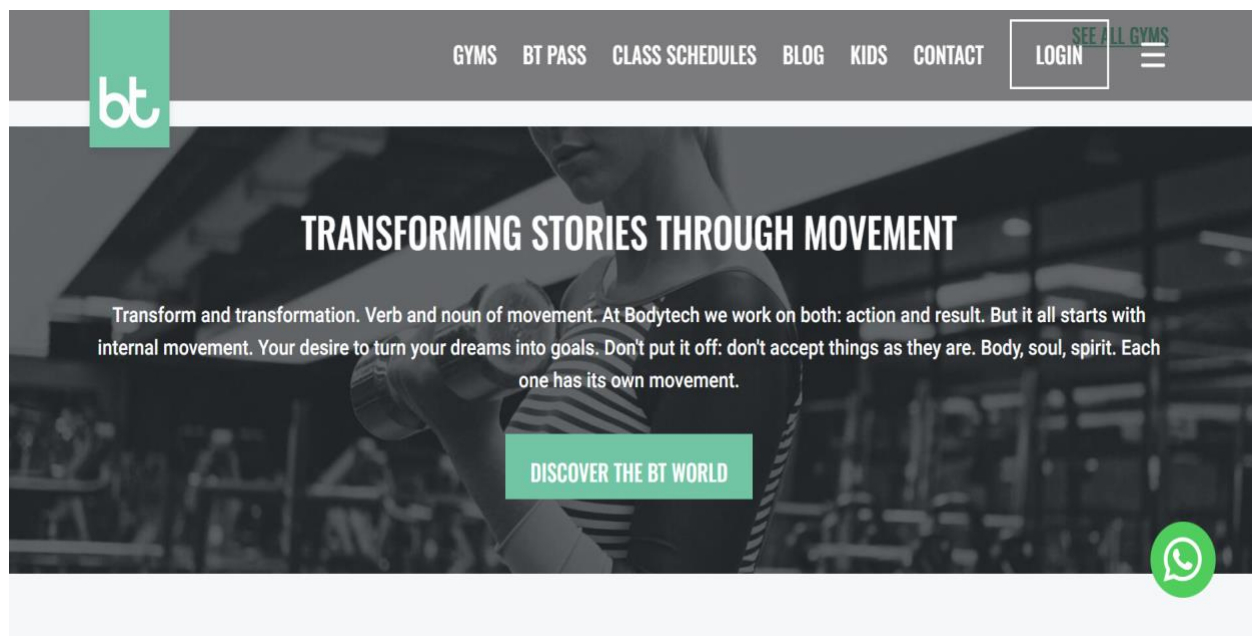 SEE ALL GYMS
GYMS BT PASS CLASS SCHEDULES BLOG KIDS CONTACT LOGIN
bt
TRANSFORMING STORIES THROUGH MOVEMENT
Transform and transformation. Verb and noun of movement. At Bodytech we work on both: action and result. But it all starts with
internal movement. Your desire to turn your dreams into goals. Don't put it off: don't accept things as they are. Body, soul, spirit. Each
one has its own movement.
DISCOVER THE BT WORLD